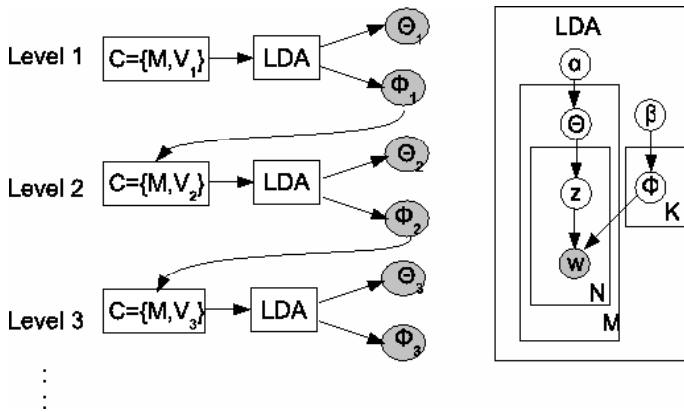 Level 1
C={M,V₁}
LDA
Θ₁
Φ₁
Level 2
C={M,V₂}
LDA
Θ₂
Φ₂
Level 3
C={M,V₃}
LDA
Θ₃
Φ₃
LDA
α
Θ
β
z
Φ
K
w
N
M